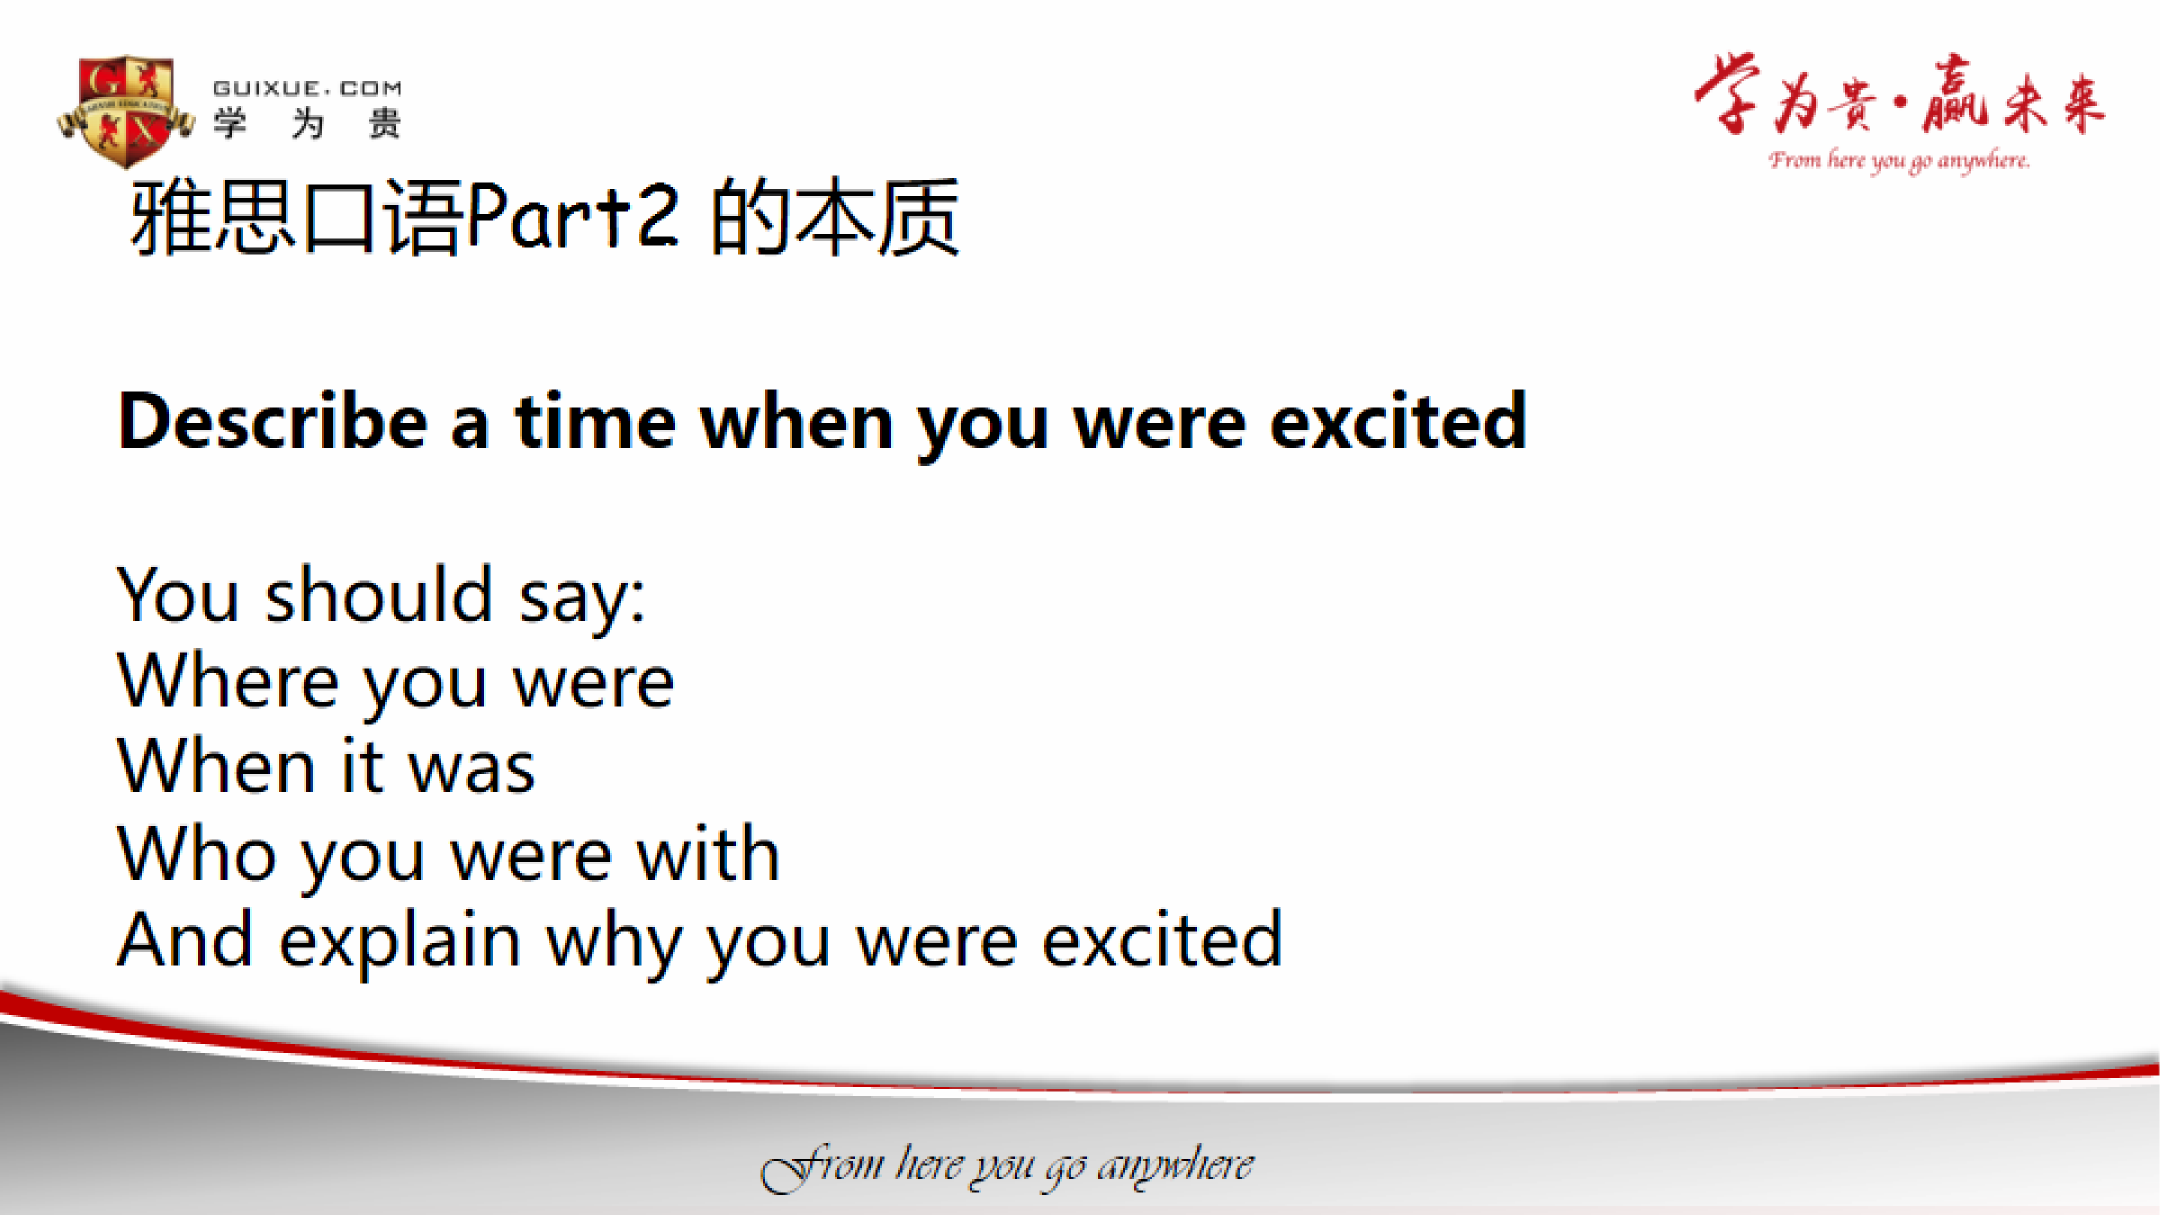 GUIXUE.COM
学为贵
学为贵·赢未来
From here you go anywhere.
雅思口语Part2 的本质
Describe a time when you were excited
You should say:
Where you were
When it was
Who you were with
And explain why you were excited
From here you go anywhere